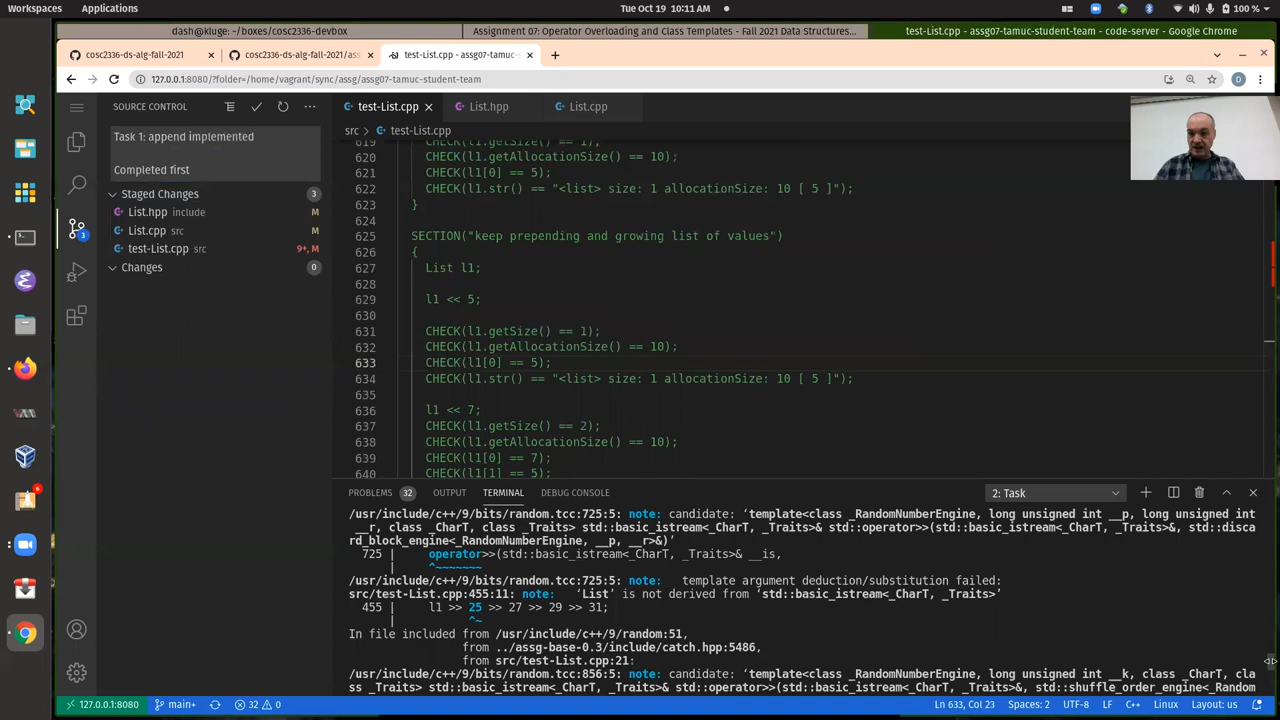 Workspaces Applications Tue Oct 19 10:11 AM 100 %
dash@kluge: ~/boxes/cosc2336-devbox Assignment 07: Operator Overloading and Class Templates - Fall 2021 Data Structures... test-List.cpp - assg07-tamuc-student-team - code-server - Google Chrome
cosc2336-ds-alg-fall-2021 cosc2336-ds-alg-fall-2021/ass test-List.cpp - assg07-tamuc-s
127.0.0.1:8080/?folder=/home/vagrant/sync/assg/assg07-tamuc-student-team D
SOURCE CONTROL
test-List.cpp List.hpp List.cpp
Task 1: append implemented
Completed first
Staged Changes 3
List.hpp include M
List.cpp src M
test-List.cpp src 9+, M
Changes 0
3
6
src > test-List.cpp
619 CHECK(l1.getSize() == 1);
620 CHECK(l1.getAllocationSize() == 10);
621 CHECK(l1[0] == 5);
622 CHECK(l1.str() == "<list> size: 1 allocationSize: 10 [ 5 ]");
623 }
624
625 SECTION("keep prepending and growing list of values")
626 {
627 List l1;
628
629 l1 << 5;
630
631 CHECK(l1.getSize() == 1);
632 CHECK(l1.getAllocationSize() == 10);
633 CHECK(l1[0] == 5);
634 CHECK(l1.str() == "<list> size: 1 allocationSize: 10 [ 5 ]");
635
636 l1 << 7;
637 CHECK(l1.getSize() == 2);
638 CHECK(l1.getAllocationSize() == 10);
639 CHECK(l1[0] == 7);
640 CHECK(l1[1] == 5);
PROBLEMS 32 OUTPUT TERMINAL DEBUG CONSOLE 2: Task
/usr/include/c++/9/bits/random.tcc:725:5: note: candidate: ‘template<class _RandomNumberEngine, long unsigned int __p, long unsigned int
__r, class _CharT, class _Traits> std::basic_istream<_CharT, _Traits>& std::operator>>(std::basic_istream<_CharT, _Traits>&, std::disca
rd_block_engine<_RandomNumberEngine, __p, __r>&)’
725 | operator>>(std::basic_istream<_CharT, _Traits>& __is,
| ^~~~~~~~
/usr/include/c++/9/bits/random.tcc:725:5: note: template argument deduction/substitution failed:
src/test-List.cpp:455:11: note: ‘List’ is not derived from ‘std::basic_istream<_CharT, _Traits>’
455 | l1 >> 25 >> 27 >> 29 >> 31;
| ^~
In file included from /usr/include/c++/9/random:51,
from ../assg-base-0.3/include/catch.hpp:5486,
from src/test-List.cpp:21:
/usr/include/c++/9/bits/random.tcc:856:5: note: candidate: ‘template<class _RandomNumberEngine, long unsigned int __k, class _CharT, cla
ss _Traits> std::basic_istream<_CharT, _Traits>& std::operator>>(std::basic_istream<_CharT, _Traits>&, std::shuffle_order_engine<_Random
127.0.0.1:8080 main+ 32 0 Ln 633, Col 23 Spaces: 2 UTF-8 LF C++ Linux Layout: us